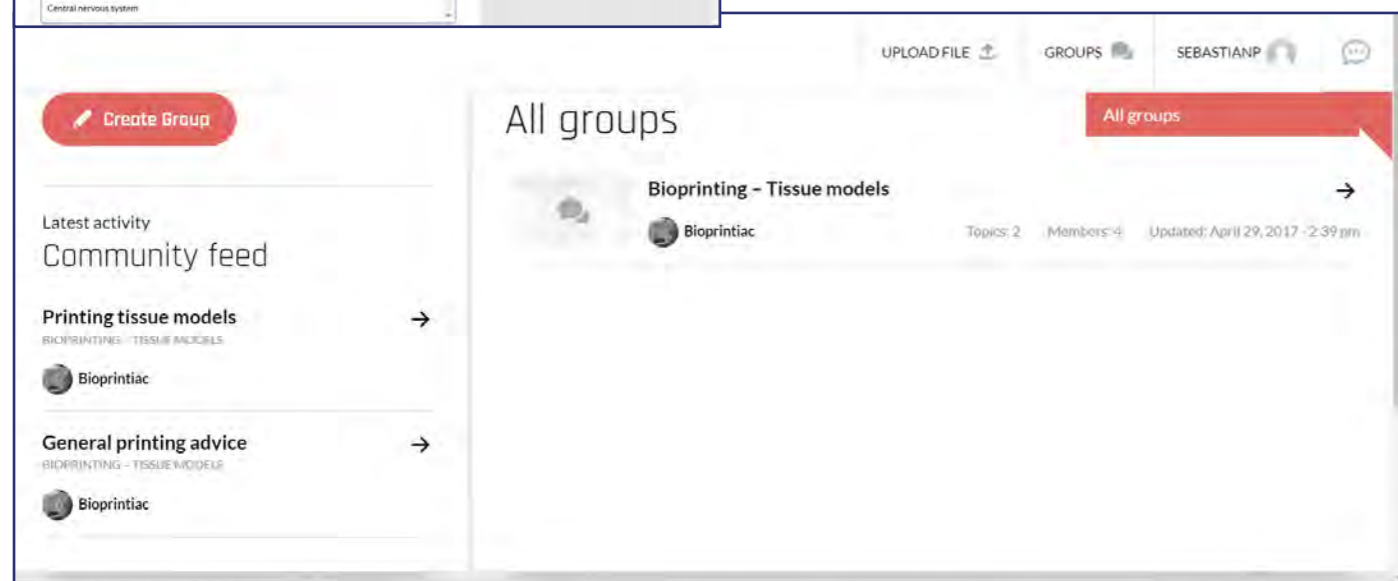 Central nervous system
UPLOAD FILE
GROUPS
SEBASTIANP
Create Group
Latest activity
Community feed
Printing tissue models
BIOPRINTING - TISSUE MODELS
Bioprintiac
General printing advice
BIOPRINTING - TISSUE MODELS
Bioprintiac
All groups
All groups
Bioprinting – Tissue models
Bioprintiac
Topics: 2 Members: 4 Updated: April 29, 2017 - 2:39 pm